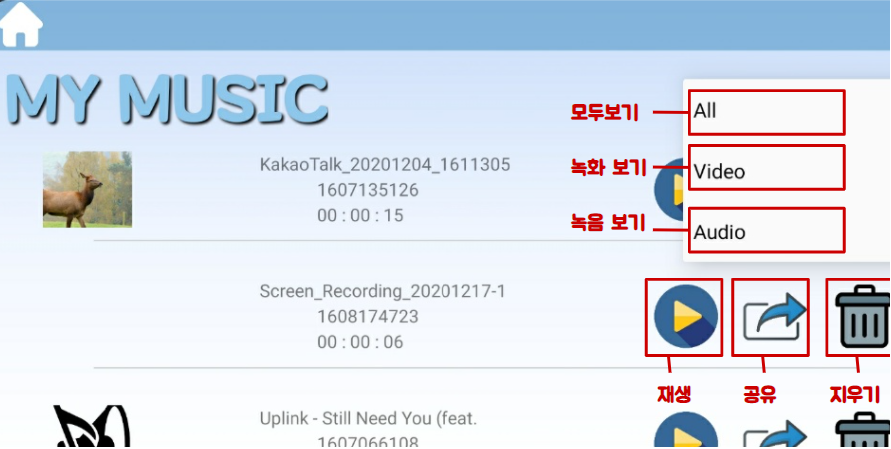 MY MUSIC
모두보기
All
KakaoTalk_20201204_1611305
1607135126
00 : 00 : 15
녹화 보기
Video
녹음 보기
Audio
Screen_Recording_20201217-1
1608174723
00 : 00 : 06
재생
공유
지우기
Uplink - Still Need You (feat.
1607066108